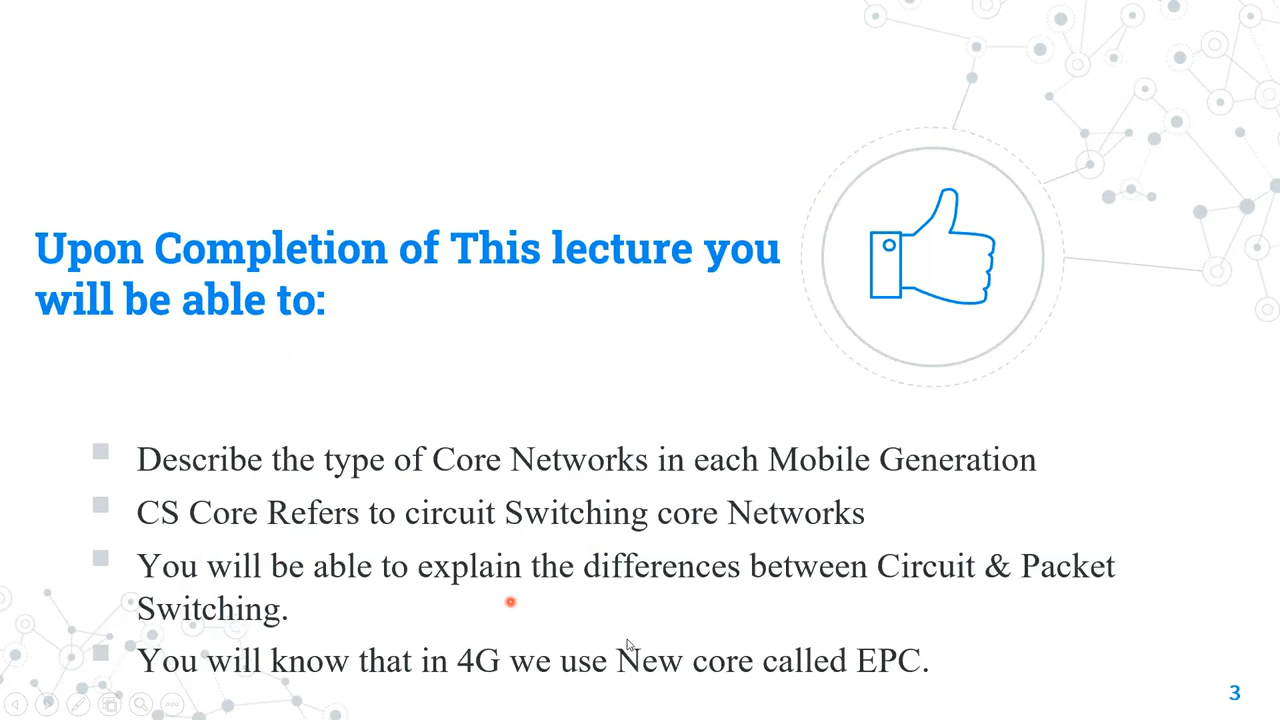 Upon Completion of This lecture you
will be able to:
Describe the type of Core Networks in each Mobile Generation
CS Core Refers to circuit Switching core Networks
You will be able to explain the differences between Circuit & Packet
Switching.
You will know that in 4G we use New core called EPC.
3